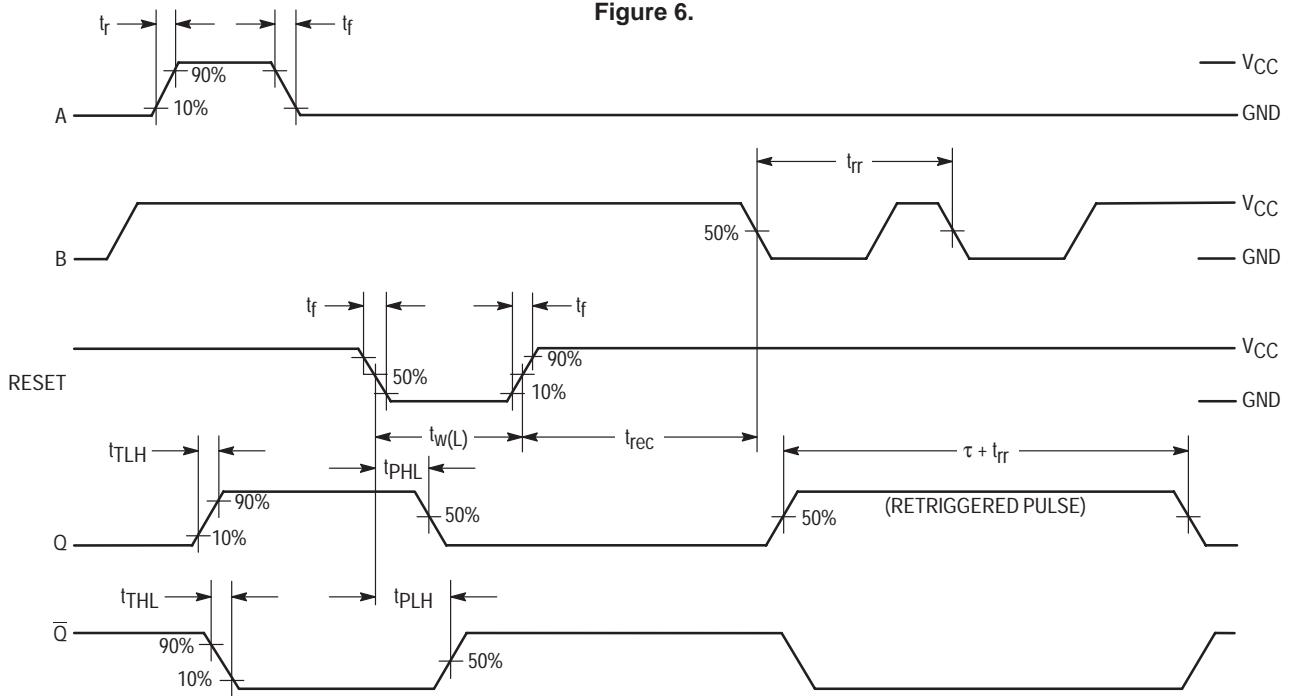 Figure 6.
tr
tf
90%
10%
A
VCC
GND
trr
50%
B
VCC
GND
tf
tf
50%
90%
10%
RESET
VCC
GND
tw(L)
trec
tTLH
tPHL
τ + trr
90%
10%
50%
50%
(RETRIGGERED PULSE)
Q
tTHL
tPLH
Q̅
90%
10%
50%